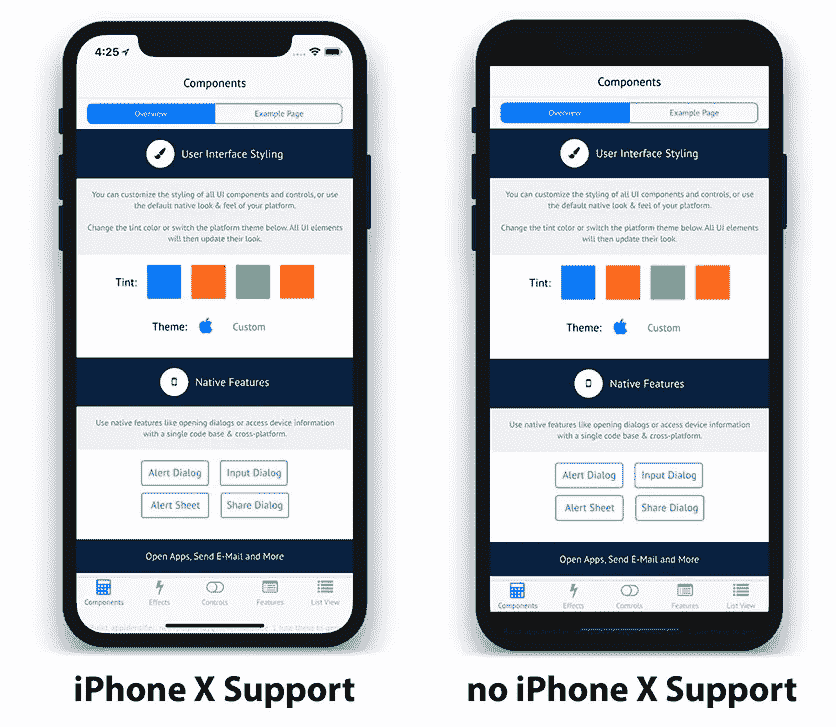 4:25
Components
Overview
Example Page
User Interface Styling
You can customize the styling of all UI components and controls, or use
the default native look & feel of your platform.
Change the tint color or switch the platform theme below. All UI elements
will then update their look.
Tint:
Theme:
Custom
Native Features
Use native features like opening dialogs or access device information
with a single code base & cross-platform.
Alert Dialog
Input Dialog
Alert Sheet
Share Dialog
Open Apps, Send E-Mail and More
Components
Effects
Controls
Features
List View
iPhone X Support
Components
Overview
Example Page
User Interface Styling
You can customize the styling of all UI components and controls, or use
the default native look & feel of your platform.
Change the tint color or switch the platform theme below. All UI elements
will then update their look.
Tint:
Theme:
Custom
Native Features
Use native features like opening dialogs or access device information
with a single code base & cross-platform.
Alert Dialog
Input Dialog
Alert Sheet
Share Dialog
Open Apps, Send E-Mail and More
Components
Effects
Controls
Features
List View
no iPhone X Support